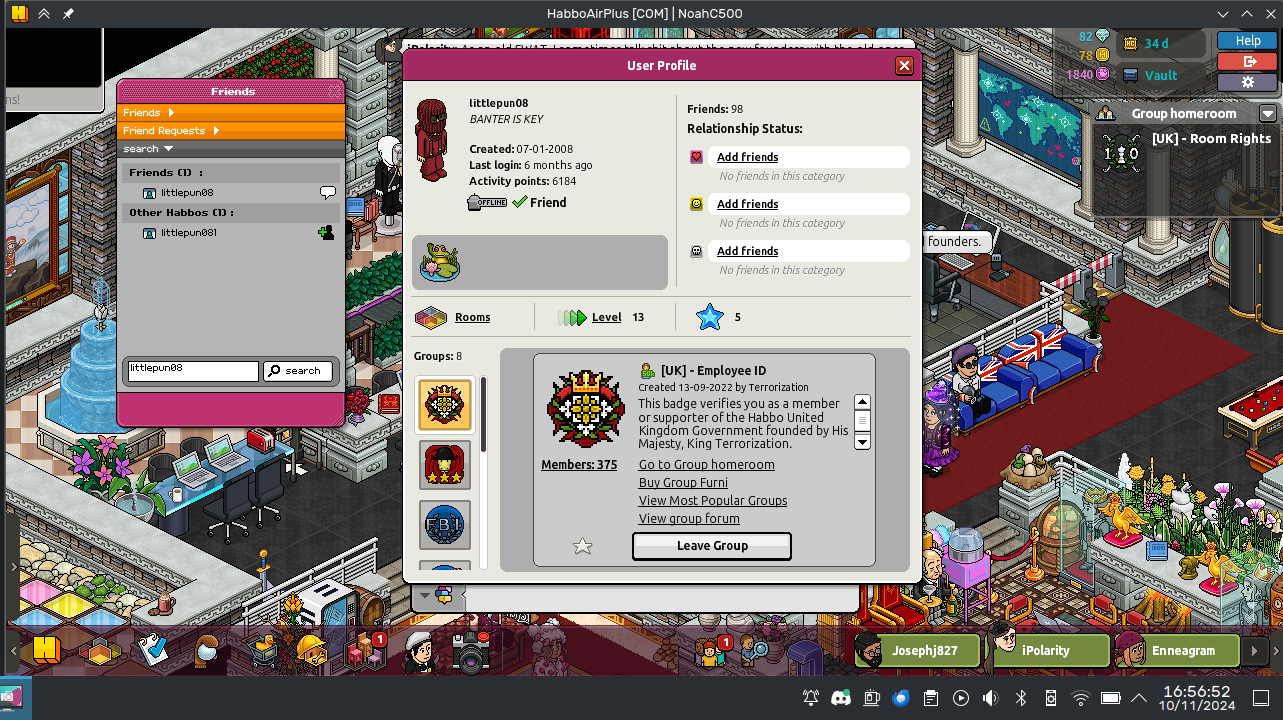 HabboAirPlus [COM] | NoahC500
ns!
Friends
Friends
Friend Requests
search
Friends (1) :
littlepun08
Other Habbos (1) :
littlepun081
littlepun08
search
User Profile
littlepun08
BANTER IS KEY
Created: 07-01-2008
Last login: 6 months ago
Activity points: 6184
OFFLINE
Friend
Friends: 98
Relationship Status:
Add friends
No friends in this category
Add friends
No friends in this category
Add friends
No friends in this category
Rooms
Level 13
5
Groups: 8
FBI
[UK] - Employee ID
Created 13-09-2022 by Terrorization
This badge verifies you as a member
or supporter of the Habbo United
Kingdom Government founded by His
Majesty, King Terrorization.
Members: 375
Go to Group homeroom
Buy Group Furni
View Most Popular Groups
View group forum
Leave Group
founders.
82
78
1840
34 d
Vault
Help
Group homeroom
[UK] - Room Rights
1
1
Josephj827
iPolarity
Enneagram
16:56:52
10/11/2024